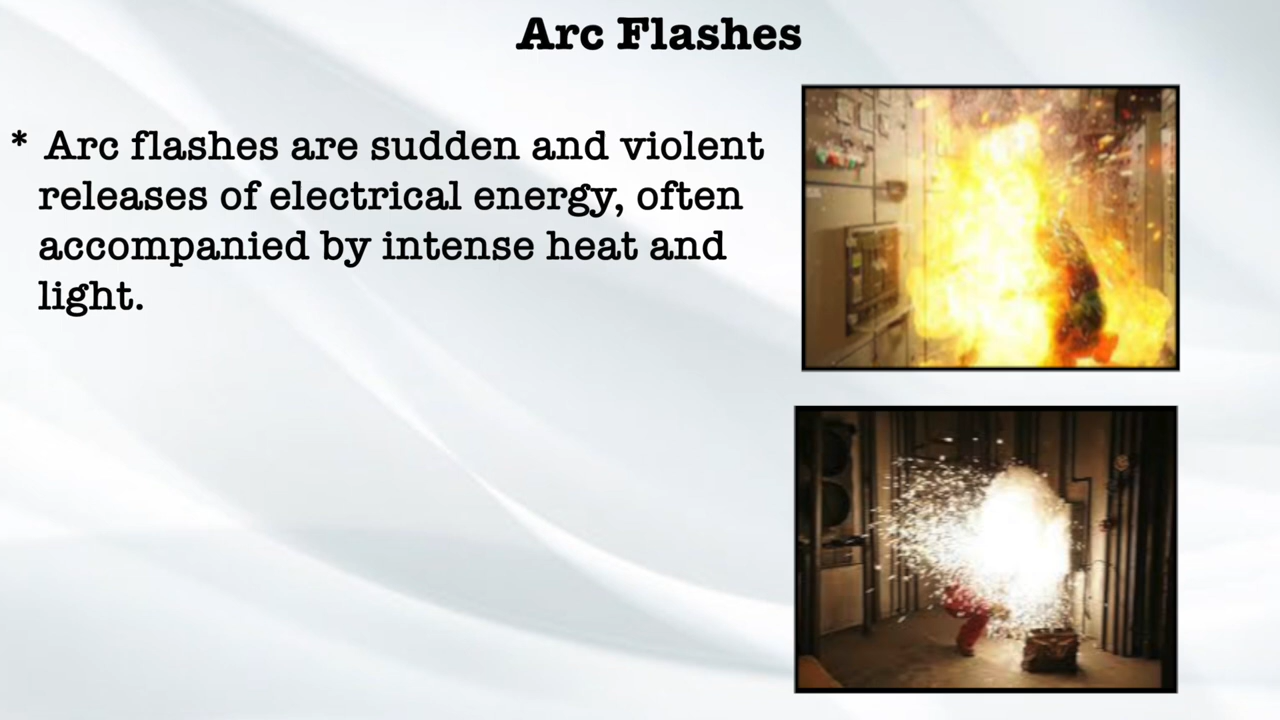 Arc Flashes
* Arc flashes are sudden and violent
releases of electrical energy, often
accompanied by intense heat and
light.